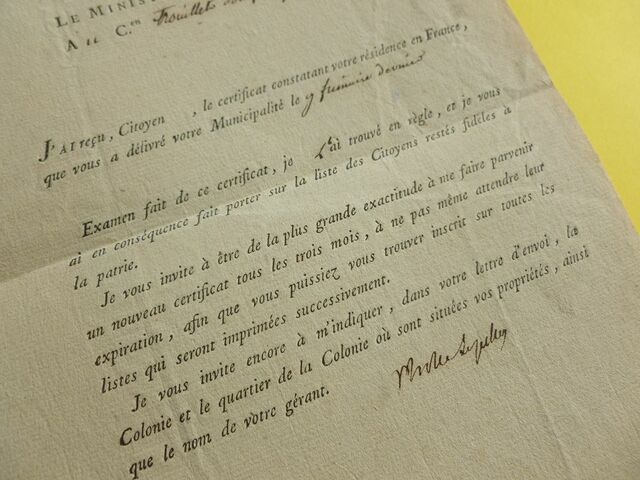 LE MINIS
AU C.en Trouillet
J'AI reçu, Citoyen , le certificat constatant votre résidence en France,
que vous a délivré votre Municipalité le 9 frimaire dernier
Examen fait de ce certificat, je l'ai trouvé en règle, et je vous
ai en conséquence fait porter sur la liste des Citoyens restés fidèles à
la patrie.
Je vous invite à être de la plus grande exactitude à me faire parvenir
un nouveau certificat tous les trois mois, à ne pas même attendre leur
expiration, afin que vous puissiez vous trouver inscrit sur toutes les
listes qui seront imprimées successivement.
Je vous invite encore à m'indiquer, dans votre lettre d'envoi, la
Colonie et le quartier de la Colonie où sont situées vos propriétés, ainsi
que le nom de votre gérant.